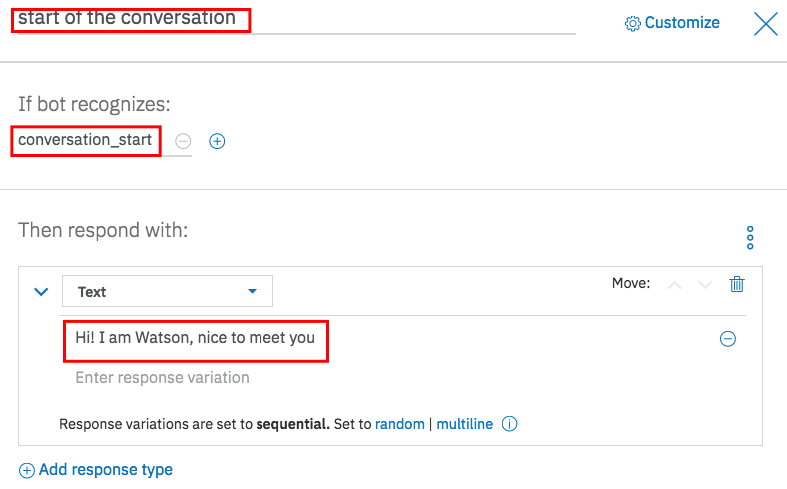 start of the conversation
Customize
If bot recognizes:
conversation_start
Then respond with:
Text
Move:
Hi! I am Watson, nice to meet you
Enter response variation
Response variations are set to sequential. Set to random | multiline
Add response type